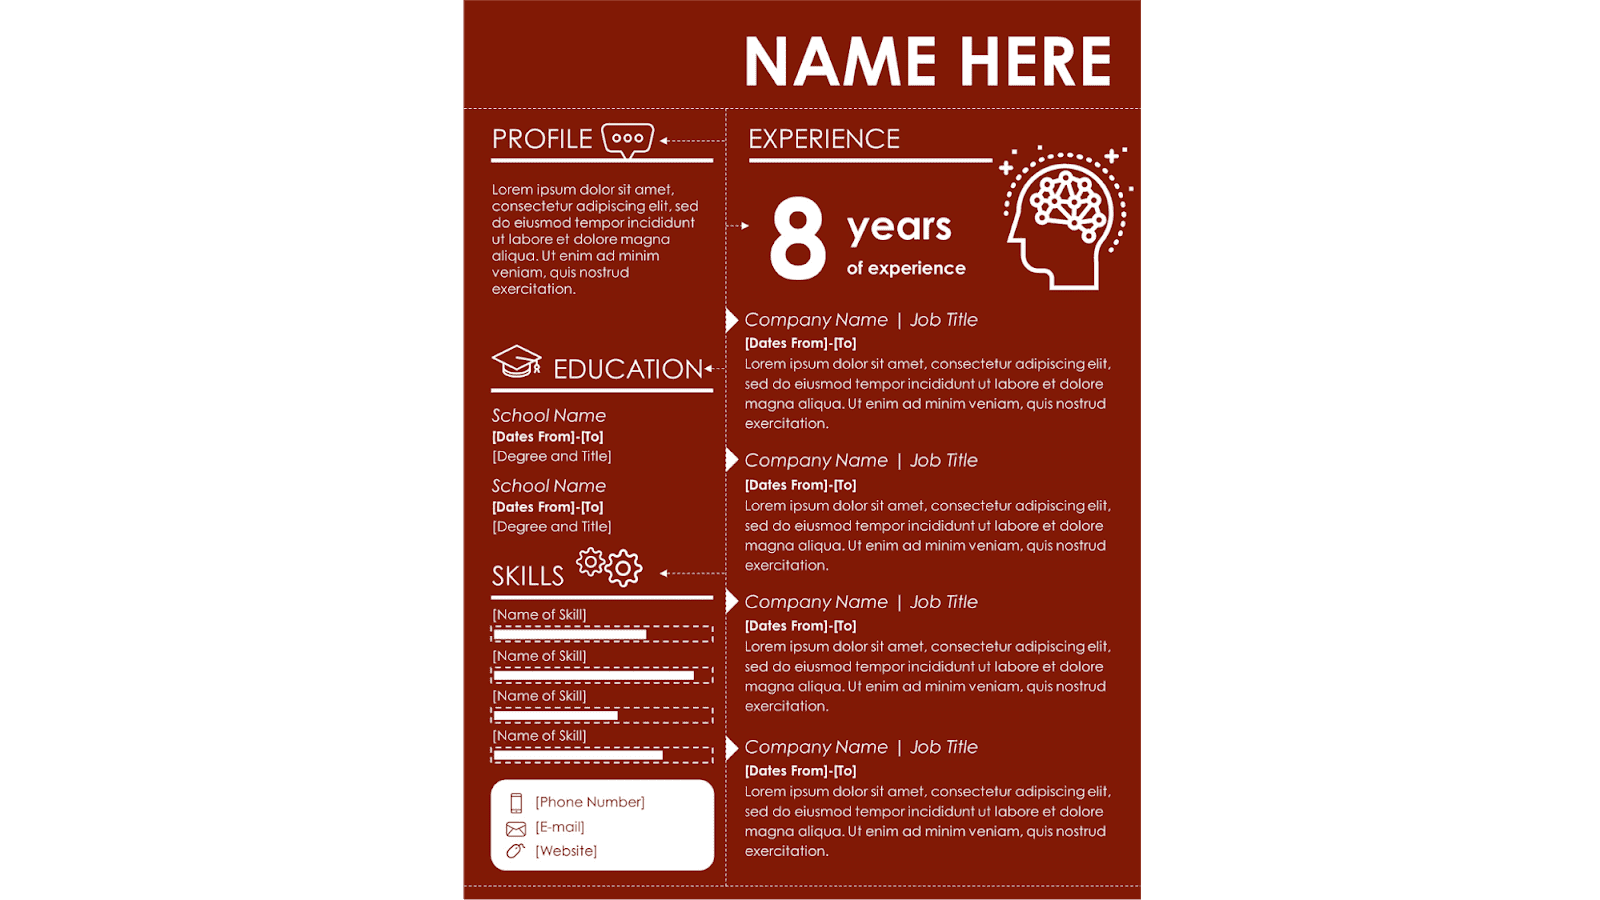 NAME HERE
PROFILE
Lorem ipsum dolor sit amet,
consectetur adipiscing elit, sed
do eiusmod tempor incididunt
ut labore et dolore magna
aliqua. Ut enim ad minim
veniam, quis nostrud
exercitation.
EDUCATION
School Name
[Dates From]-[To]
[Degree and Title]
School Name
[Dates From]-[To]
[Degree and Title]
SKILLS
[Name of Skill]
[Name of Skill]
[Name of Skill]
[Name of Skill]
[Phone Number]
[E-mail]
[Website]
EXPERIENCE
8 years
of experience
Company Name | Job Title
[Dates From]-[To]
Lorem ipsum dolor sit amet, consectetur adipiscing elit,
sed do eiusmod tempor incididunt ut labore et dolore
magna aliqua. Ut enim ad minim veniam, quis nostrud
exercitation.
Company Name | Job Title
[Dates From]-[To]
Lorem ipsum dolor sit amet, consectetur adipiscing elit,
sed do eiusmod tempor incididunt ut labore et dolore
magna aliqua. Ut enim ad minim veniam, quis nostrud
exercitation.
Company Name | Job Title
[Dates From]-[To]
Lorem ipsum dolor sit amet, consectetur adipiscing elit,
sed do eiusmod tempor incididunt ut labore et dolore
magna aliqua. Ut enim ad minim veniam, quis nostrud
exercitation.
Company Name | Job Title
[Dates From]-[To]
Lorem ipsum dolor sit amet, consectetur adipiscing elit,
sed do eiusmod tempor incididunt ut labore et dolore
magna aliqua. Ut enim ad minim veniam, quis nostrud
exercitation.